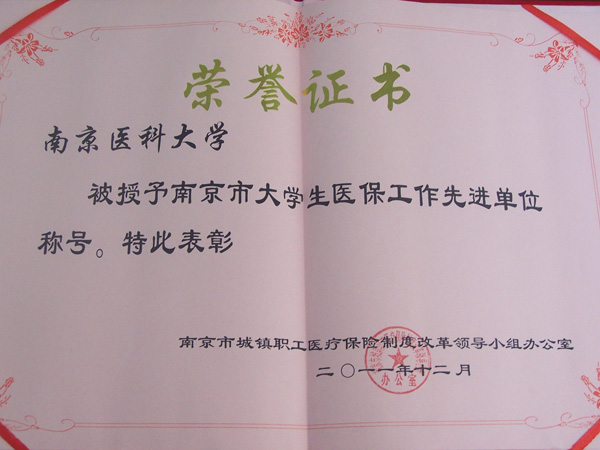 荣誉证书
南京医科大学
被授予南京市大学生医保工作先进单位
称号。特此表彰
南京市城镇职工医疗保险制度改革领导小组办公室
二〇一一年十二月
办公室